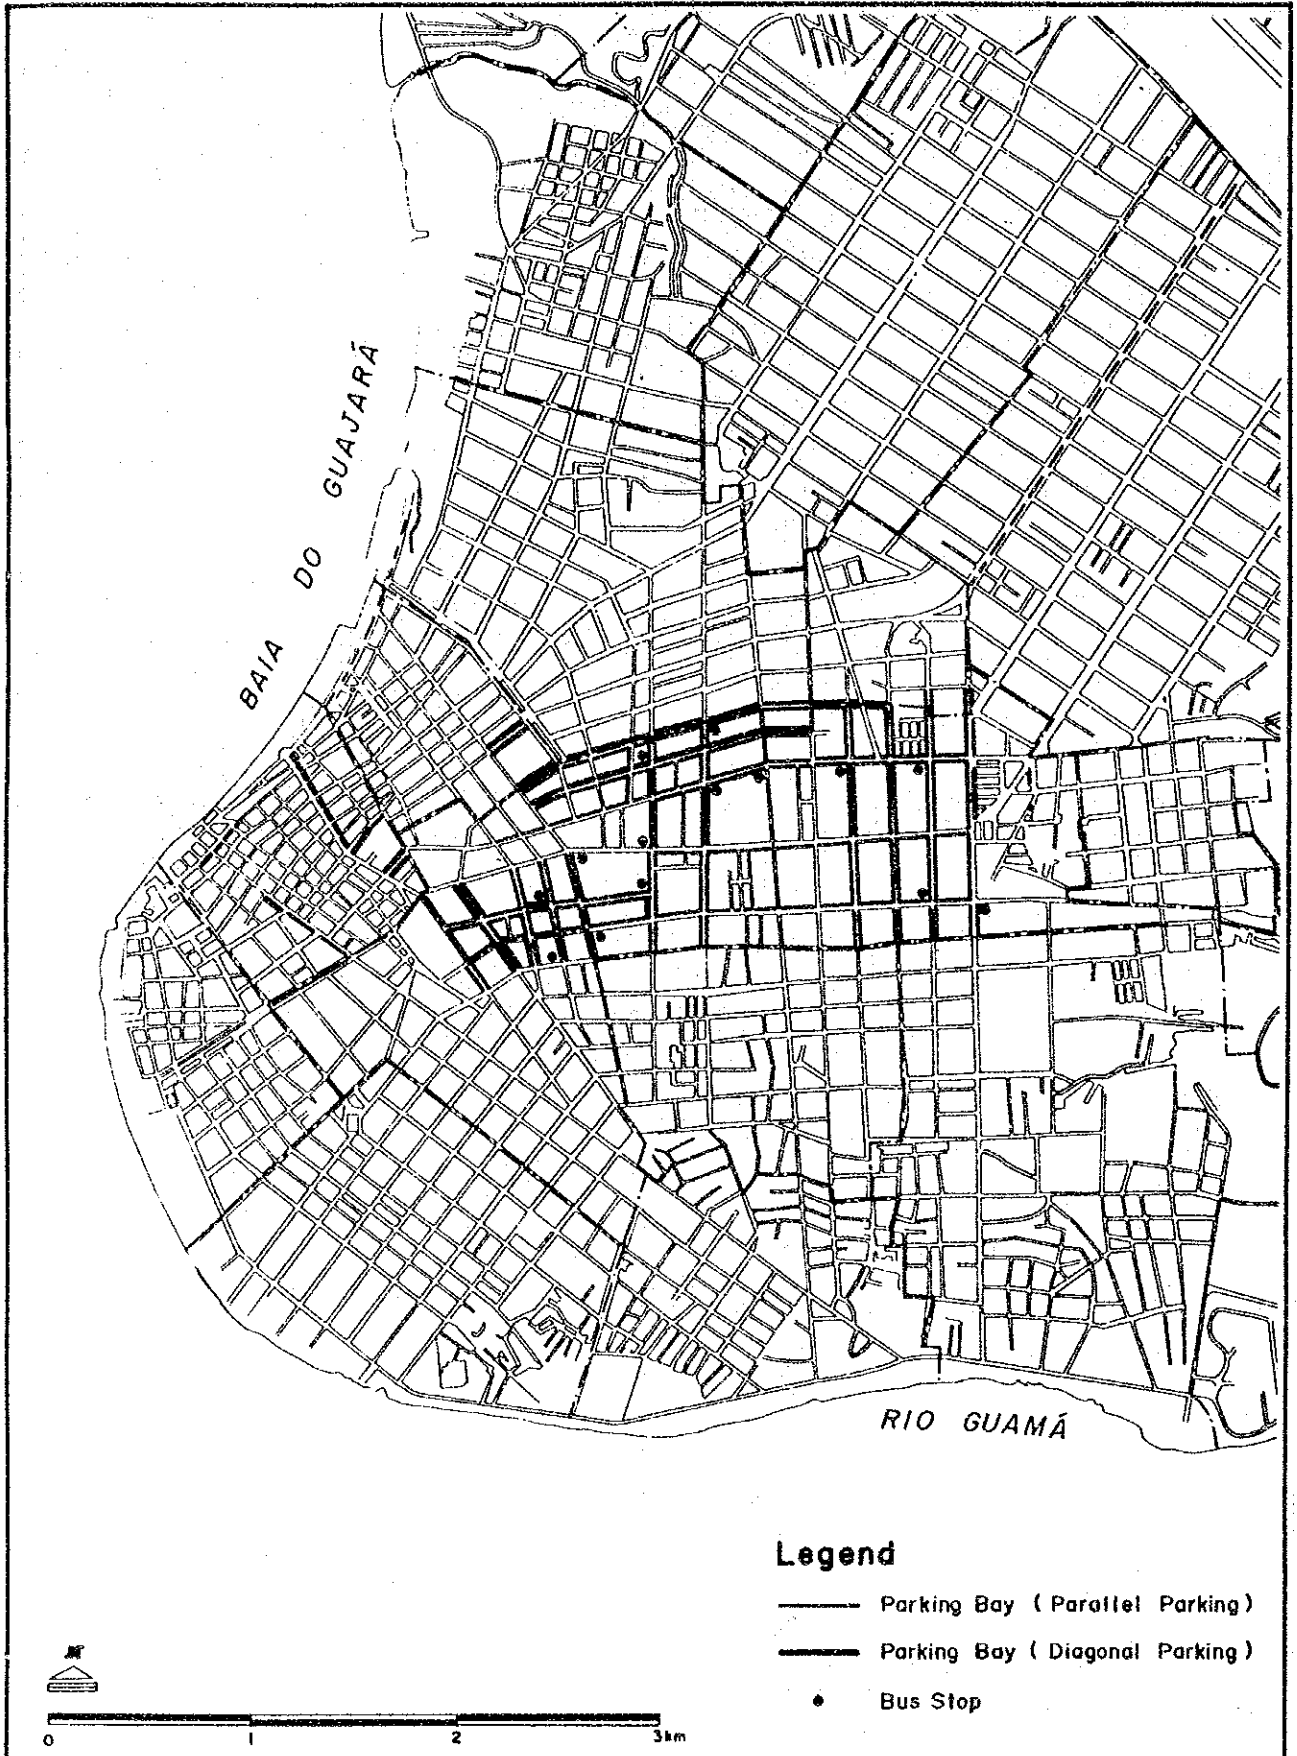 BAIA DO GUAJARÁ
RIO GUAMÁ
Legend
Parking Bay ( Parallel Parking )
Parking Bay ( Diagonal Parking )
Bus Stop
0 1 2 3km